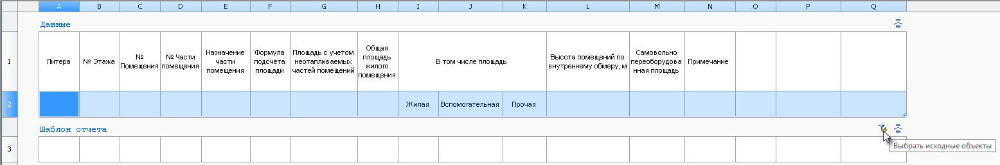 A B C D E F G H I J K L M N O P Q
Данные
1
Литера
№ Этажа
№
Помещения
№ Части
помещения
Назначение
части
помещения
Формула
подсчета
площади
Площадь с учетом
неотапливаемых
частей помещений
Общая
площадь
жилого
помещения
В том числе площадь
Высота помещений по
внутреннему обмеру, м
Самовольно
переоборудова
нная площадь
Примечание
2
Жилая
Вспомогательная
Прочая
Шаблон отчета
Выбрать исходные объекты
3